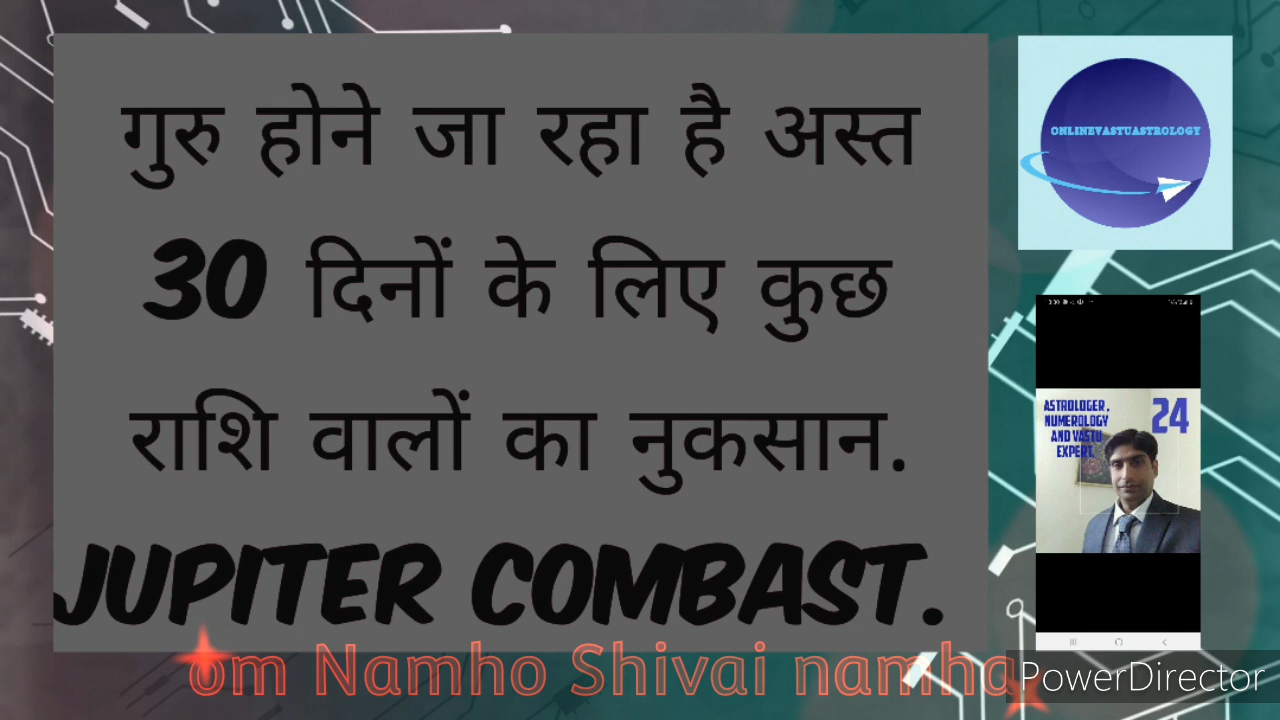 गुरु होने जा रहा है अस्त
30 दिनों के लिए कुछ
राशि वालों का नुकसान.
JUPITER COMBAST.
om Namho Shivai namha
ONLINEVASTUASTROLOGY
ASTROLOGER,
NUMEROLOGY
AND VASTU
EXPERT
24
PowerDirector